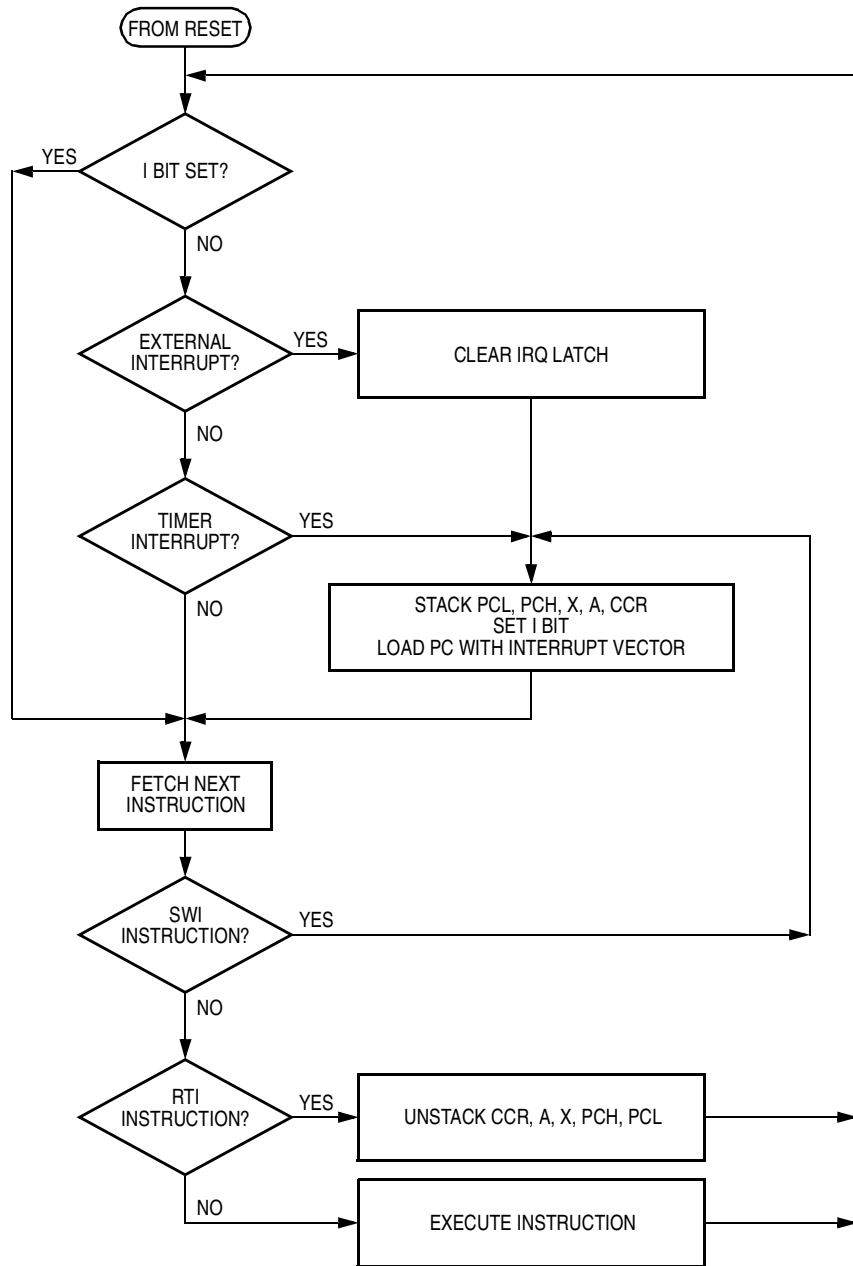 FROM RESET
YES
I BIT SET?
NO
EXTERNAL
INTERRUPT?
YES
CLEAR IRQ LATCH
NO
TIMER
INTERRUPT?
YES
NO
STACK PCL, PCH, X, A, CCR
SET I BIT
LOAD PC WITH INTERRUPT VECTOR
FETCH NEXT
INSTRUCTION
SWI
INSTRUCTION?
YES
NO
RTI
INSTRUCTION?
YES
UNSTACK CCR, A, X, PCH, PCL
NO
EXECUTE INSTRUCTION